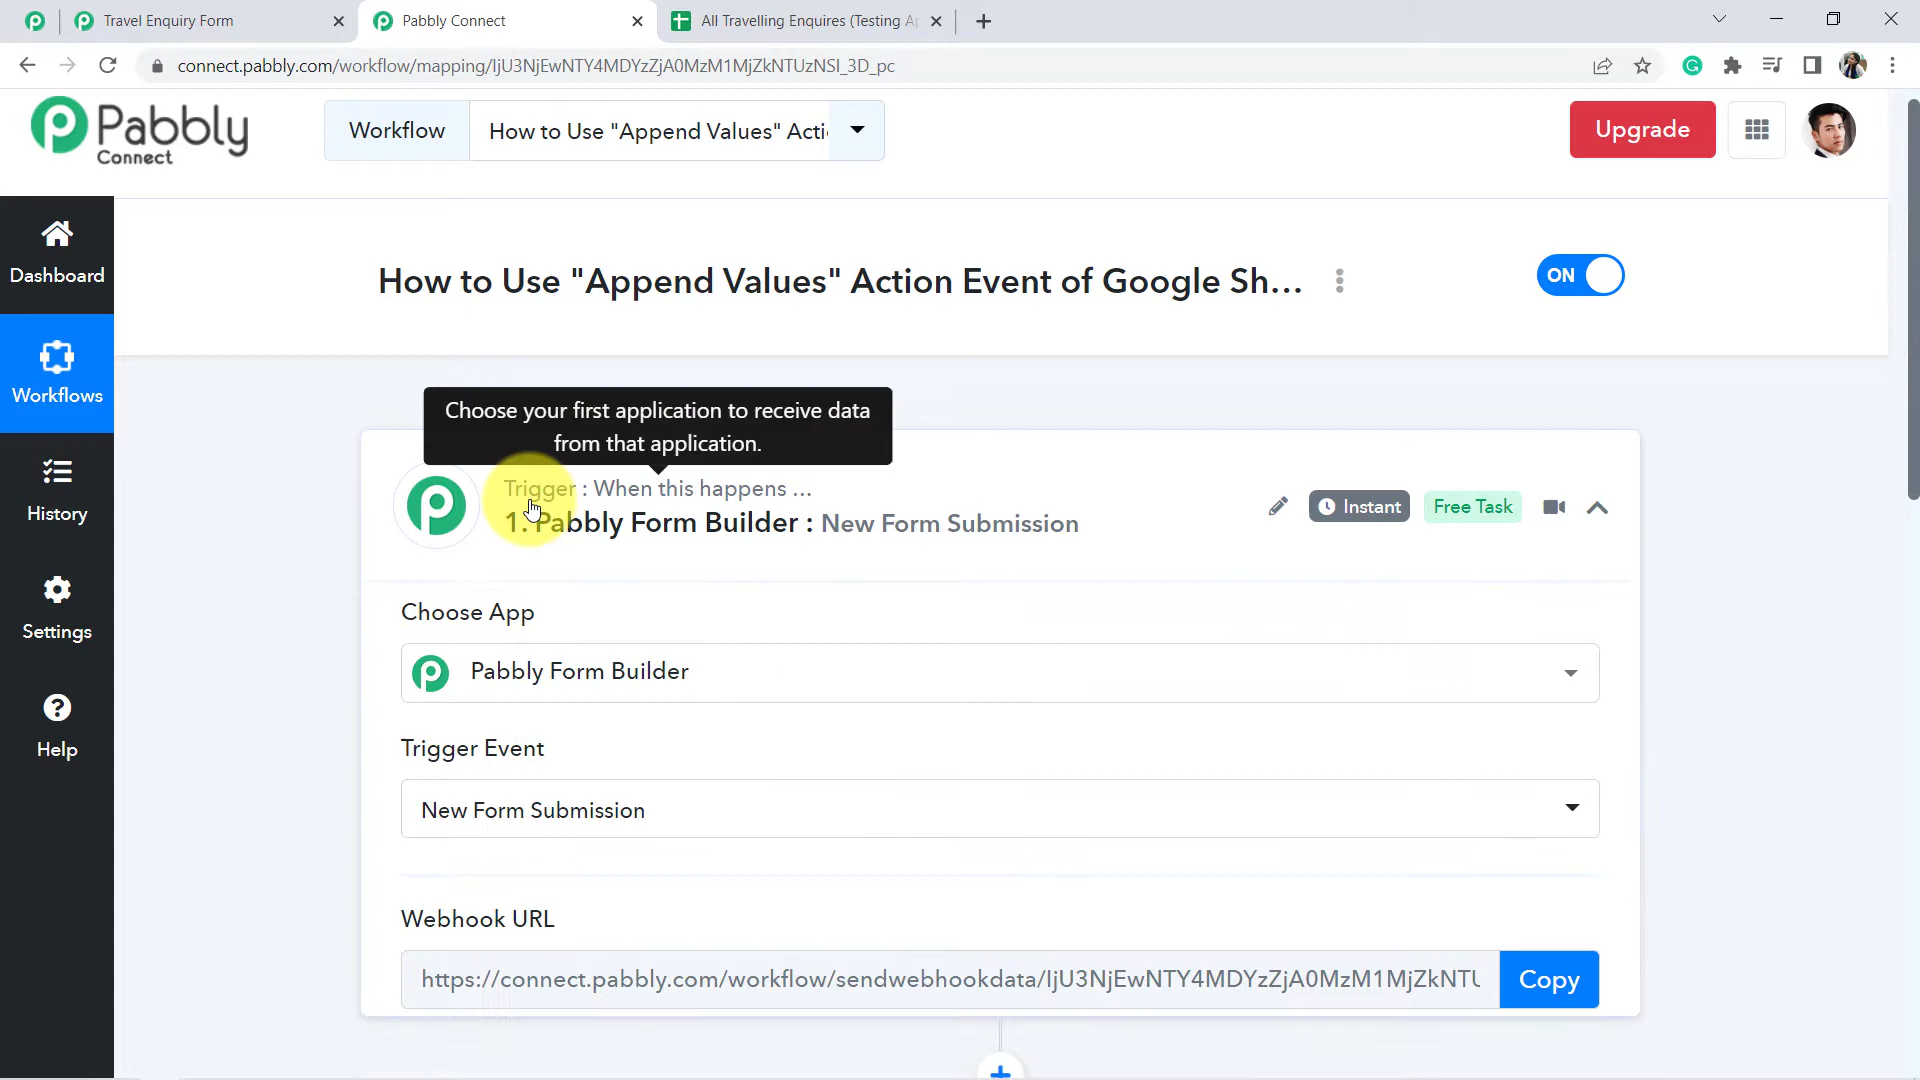 Travel Enquiry Form
Pabbly Connect
All Travelling Enquires (Testing A
connect.pabbly.com/workflow/mapping/IjU3NjEwNTY4MDYzZjA0MzM1MjZkNTUzNSI_3D_pc
Pabbly
Connect
Workflow
How to Use "Append Values" Acti
Upgrade
Dashboard
How to Use "Append Values" Action Event of Google Sh...
ON
Workflows
Choose your first application to receive data
from that application.
Trigger : When this happens ...
1. Pabbly Form Builder : New Form Submission
Instant
Free Task
History
Choose App
Settings
Pabbly Form Builder
Trigger Event
Help
New Form Submission
Webhook URL
https://connect.pabbly.com/workflow/sendwebhookdata/IjU3NjEwNTY4MDYzZjA0MzM1MjZkNTU
Copy